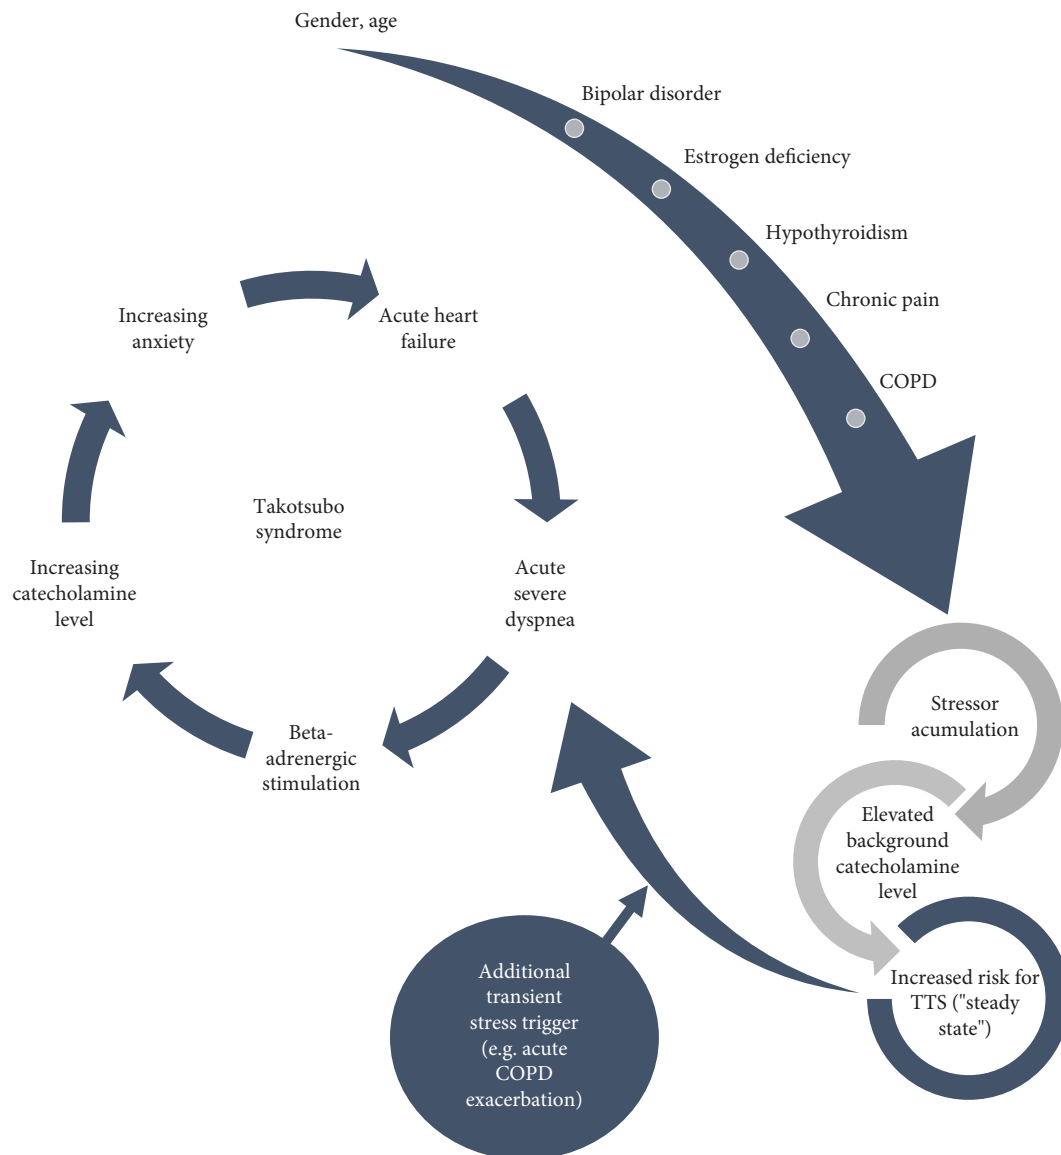 Gender, age
Bipolar disorder
Estrogen deficiency
Hypothyroidism
Chronic pain
COPD
Increasing
anxiety
Acute heart
failure
Takotsubo
syndrome
Increasing
catecholamine
level
Acute
severe
dyspnea
Beta-
adrenergic
stimulation
Stressor
acumulation
Elevated
background
catecholamine
level
Increased risk for
TTS ("steady
state")
Additional
transient
stress trigger
(e.g. acute
COPD
exacerbation)